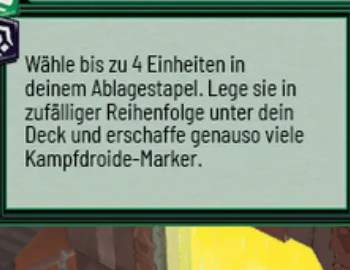 Wähle bis zu 4 Einheiten in
deinem Ablagestapel. Lege sie in
zufälliger Reihenfolge unter dein
Deck und erschaffe genauso viele
Kampfdroide-Marker.